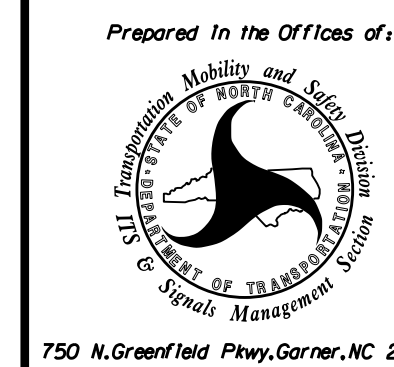 Prepared in the Offices of:
Transportation Mobility and Safety Division
STATE OF NORTH CAROLINA
DEPARTMENT OF TRANSPORTATION
ITS & Signals Management Section
750 N.Greenfield Pkwy,Garner,NC 2